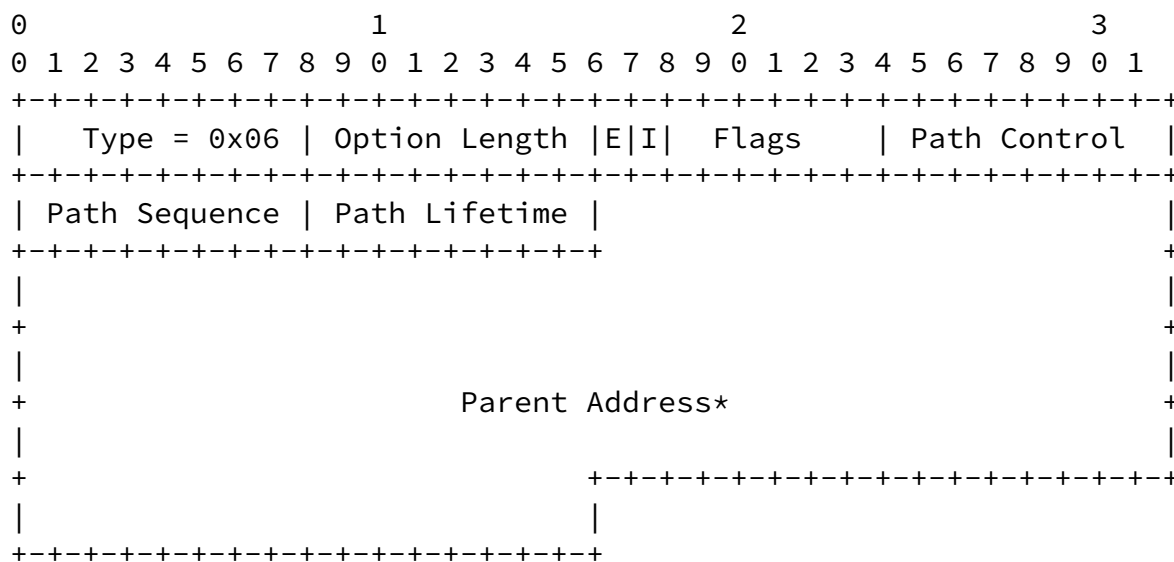 0                   1                   2                   3
0 1 2 3 4 5 6 7 8 9 0 1 2 3 4 5 6 7 8 9 0 1 2 3 4 5 6 7 8 9 0 1
+-+-+-+-+-+-+-+-+-+-+-+-+-+-+-+-+-+-+-+-+-+-+-+-+-+-+-+-+-+-+-+-+
|   Type = 0x06 | Option Length |E|I|  Flags    | Path Control  |
+-+-+-+-+-+-+-+-+-+-+-+-+-+-+-+-+-+-+-+-+-+-+-+-+-+-+-+-+-+-+-+-+
| Path Sequence | Path Lifetime |                               |
+-+-+-+-+-+-+-+-+-+-+-+-+-+-+-+-+                               +
|                                                               |
+                                                               +
|                                                               |
+                        Parent Address*                        +
|                                                               |
+                               +-+-+-+-+-+-+-+-+-+-+-+-+-+-+-+-+
|                               |
+-+-+-+-+-+-+-+-+-+-+-+-+-+-+-+-+